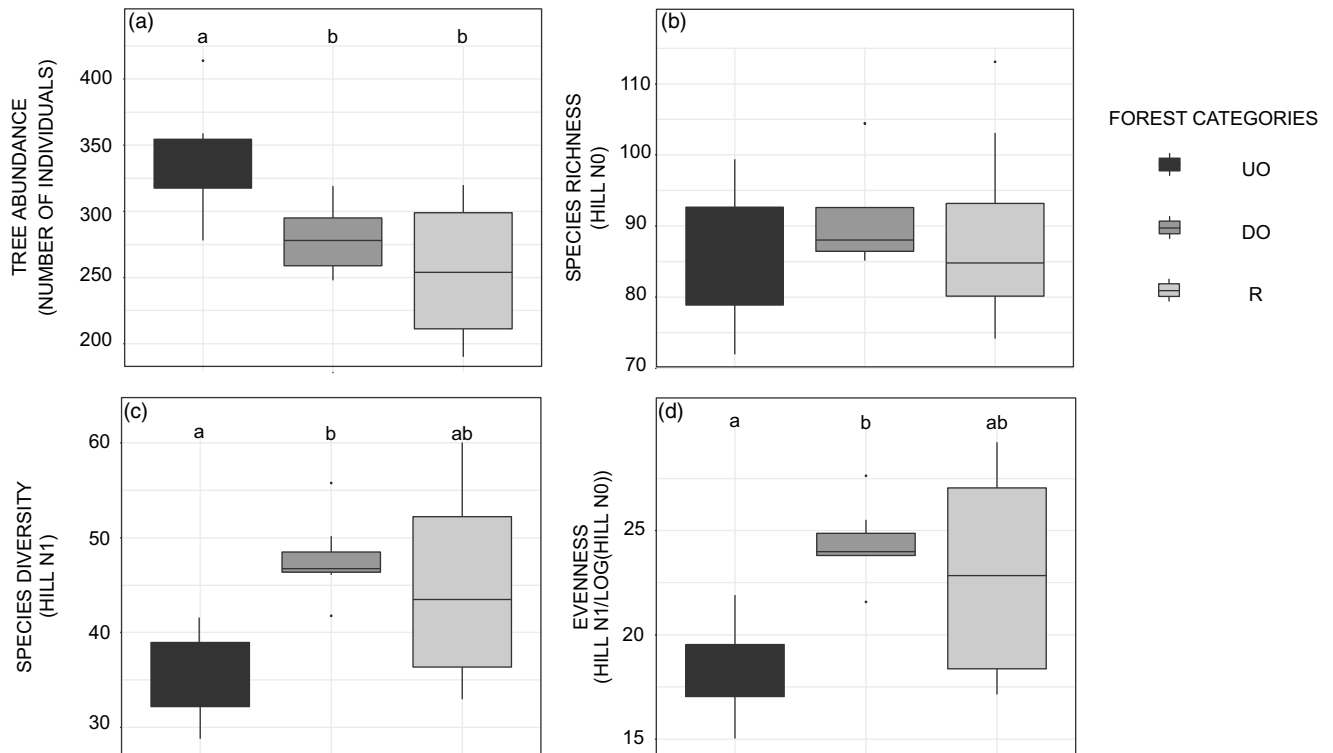 (a)
a b b
TREE ABUNDANCE
(NUMBER OF INDIVIDUALS)
400
350
300
250
200
(b)
SPECIES RICHNESS
(HILL N0)
110
100
90
80
70
FOREST CATEGORIES
UO
DO
R
(c)
a b ab
SPECIES DIVERSITY
(HILL N1)
60
50
40
30
(d)
a b ab
EVENNESS
(HILL N1/LOG(HILL N0))
25
20
15